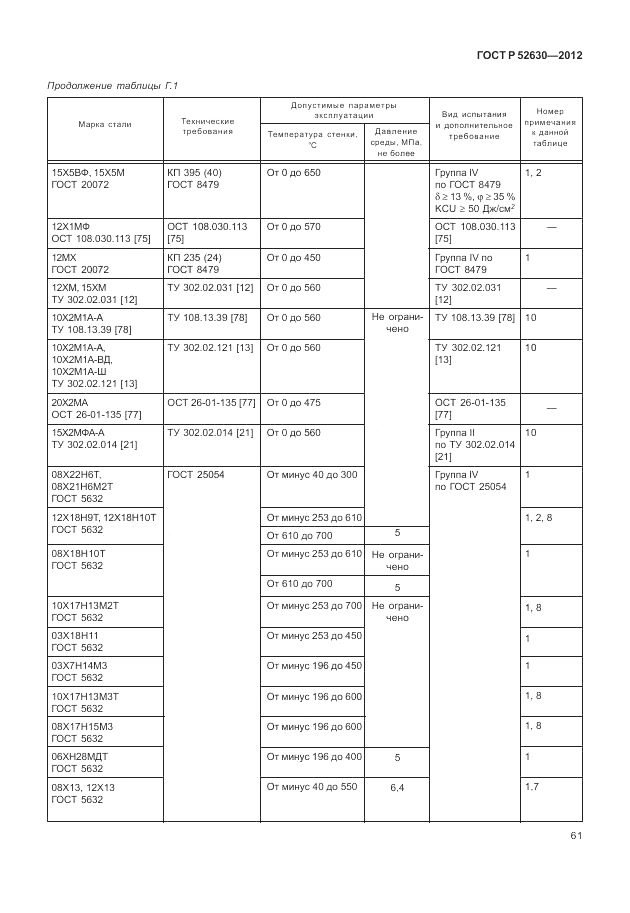 ГОСТ Р 52630—2012
Продолжение таблицы Г.1
Марка стали
Технические
требования
Допустимые параметры
эксплуатации
Температура стенки,
°С
Давление
среды, МПа,
не более
Вид испытания
и дополнительное
требование
Номер
примечания
к данной
таблице
15Х5ВФ, 15Х5М
ГОСТ 20072
КП 395 (40)
ГОСТ 8479
От 0 до 650
Группа IV
по ГОСТ 8479
δ ≥ 13 %, φ ≥ 35 %
KCU ≥ 50 Дж/см²
1, 2
12Х1МФ
ОСТ 108.030.113 [75]
ОСТ 108.030.113
[75]
От 0 до 570
ОСТ 108.030.113
[75]
—
12МХ
ГОСТ 20072
КП 235 (24)
ГОСТ 8479
От 0 до 450
Группа IV по
ГОСТ 8479
1
12ХМ, 15ХМ
ТУ 302.02.031 [12]
ТУ 302.02.031 [12]
От 0 до 560
ТУ 302.02.031
[12]
—
10Х2М1А-А
ТУ 108.13.39 [78]
ТУ 108.13.39 [78]
От 0 до 560
Не ограни-
чено
ТУ 108.13.39 [78]
10
10Х2М1А-А,
10Х2М1А-ВД,
10Х2М1А-Ш
ТУ 302.02.121 [13]
ТУ 302.02.121 [13]
От 0 до 560
ТУ 302.02.121
[13]
10
20Х2МА
ОСТ 26-01-135 [77]
ОСТ 26-01-135 [77]
От 0 до 475
ОСТ 26-01-135
[77]
—
15Х2МФА-А
ТУ 302.02.014 [21]
ТУ 302.02.014 [21]
От 0 до 560
Группа II
по ТУ 302.02.014
[21]
10
08Х22Н6Т,
08Х21Н6М2Т
ГОСТ 5632
ГОСТ 25054
От минус 40 до 300
Группа IV
по ГОСТ 25054
1
12Х18Н9Т, 12Х18Н10Т
ГОСТ 5632
От минус 253 до 610
1, 2, 8
От 610 до 700
5
08Х18Н10Т
ГОСТ 5632
От минус 253 до 610
Не ограни-
чено
1
От 610 до 700
5
10Х17Н13М2Т
ГОСТ 5632
От минус 253 до 700
Не ограни-
чено
1, 8
03Х18Н11
ГОСТ 5632
От минус 253 до 450
1
03Х7Н14М3
ГОСТ 5632
От минус 196 до 450
1
10Х17Н13М3Т
ГОСТ 5632
От минус 196 до 600
1, 8
08Х17Н15М3
ГОСТ 5632
От минус 196 до 600
1, 8
06ХН28МДТ
ГОСТ 5632
От минус 196 до 400
5
1
08Х13, 12Х13
ГОСТ 5632
От минус 40 до 550
6,4
1,7
61